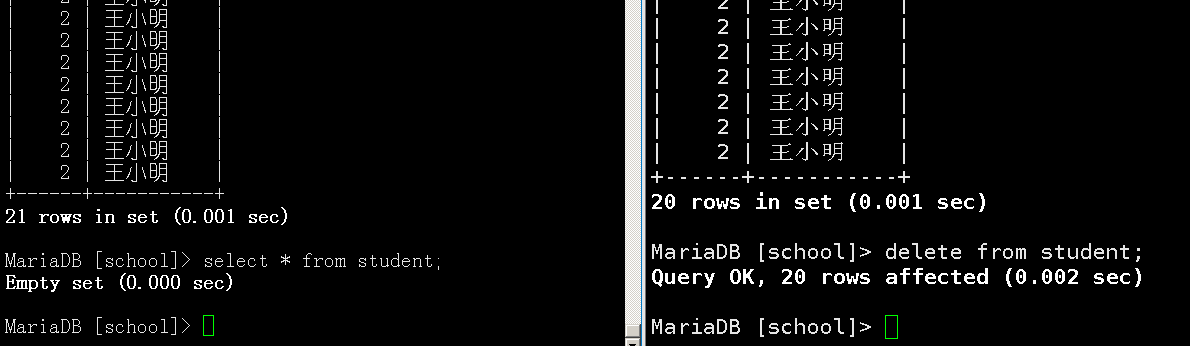 | 2 | 王小明 |
| 2 | 王小明 |
| 2 | 王小明 |
| 2 | 王小明 |
| 2 | 王小明 |
| 2 | 王小明 |
| 2 | 王小明 |
| 2 | 王小明 |
+------+-----------+
21 rows in set (0.001 sec)
MariaDB [school]> select * from student;
Empty set (0.000 sec)
MariaDB [school]>
| 2 | 王小明 |
| 2 | 王小明 |
| 2 | 王小明 |
| 2 | 王小明 |
| 2 | 王小明 |
| 2 | 王小明 |
| 2 | 王小明 |
+------+-----------+
20 rows in set (0.001 sec)
MariaDB [school]> delete from student;
Query OK, 20 rows affected (0.002 sec)
MariaDB [school]>